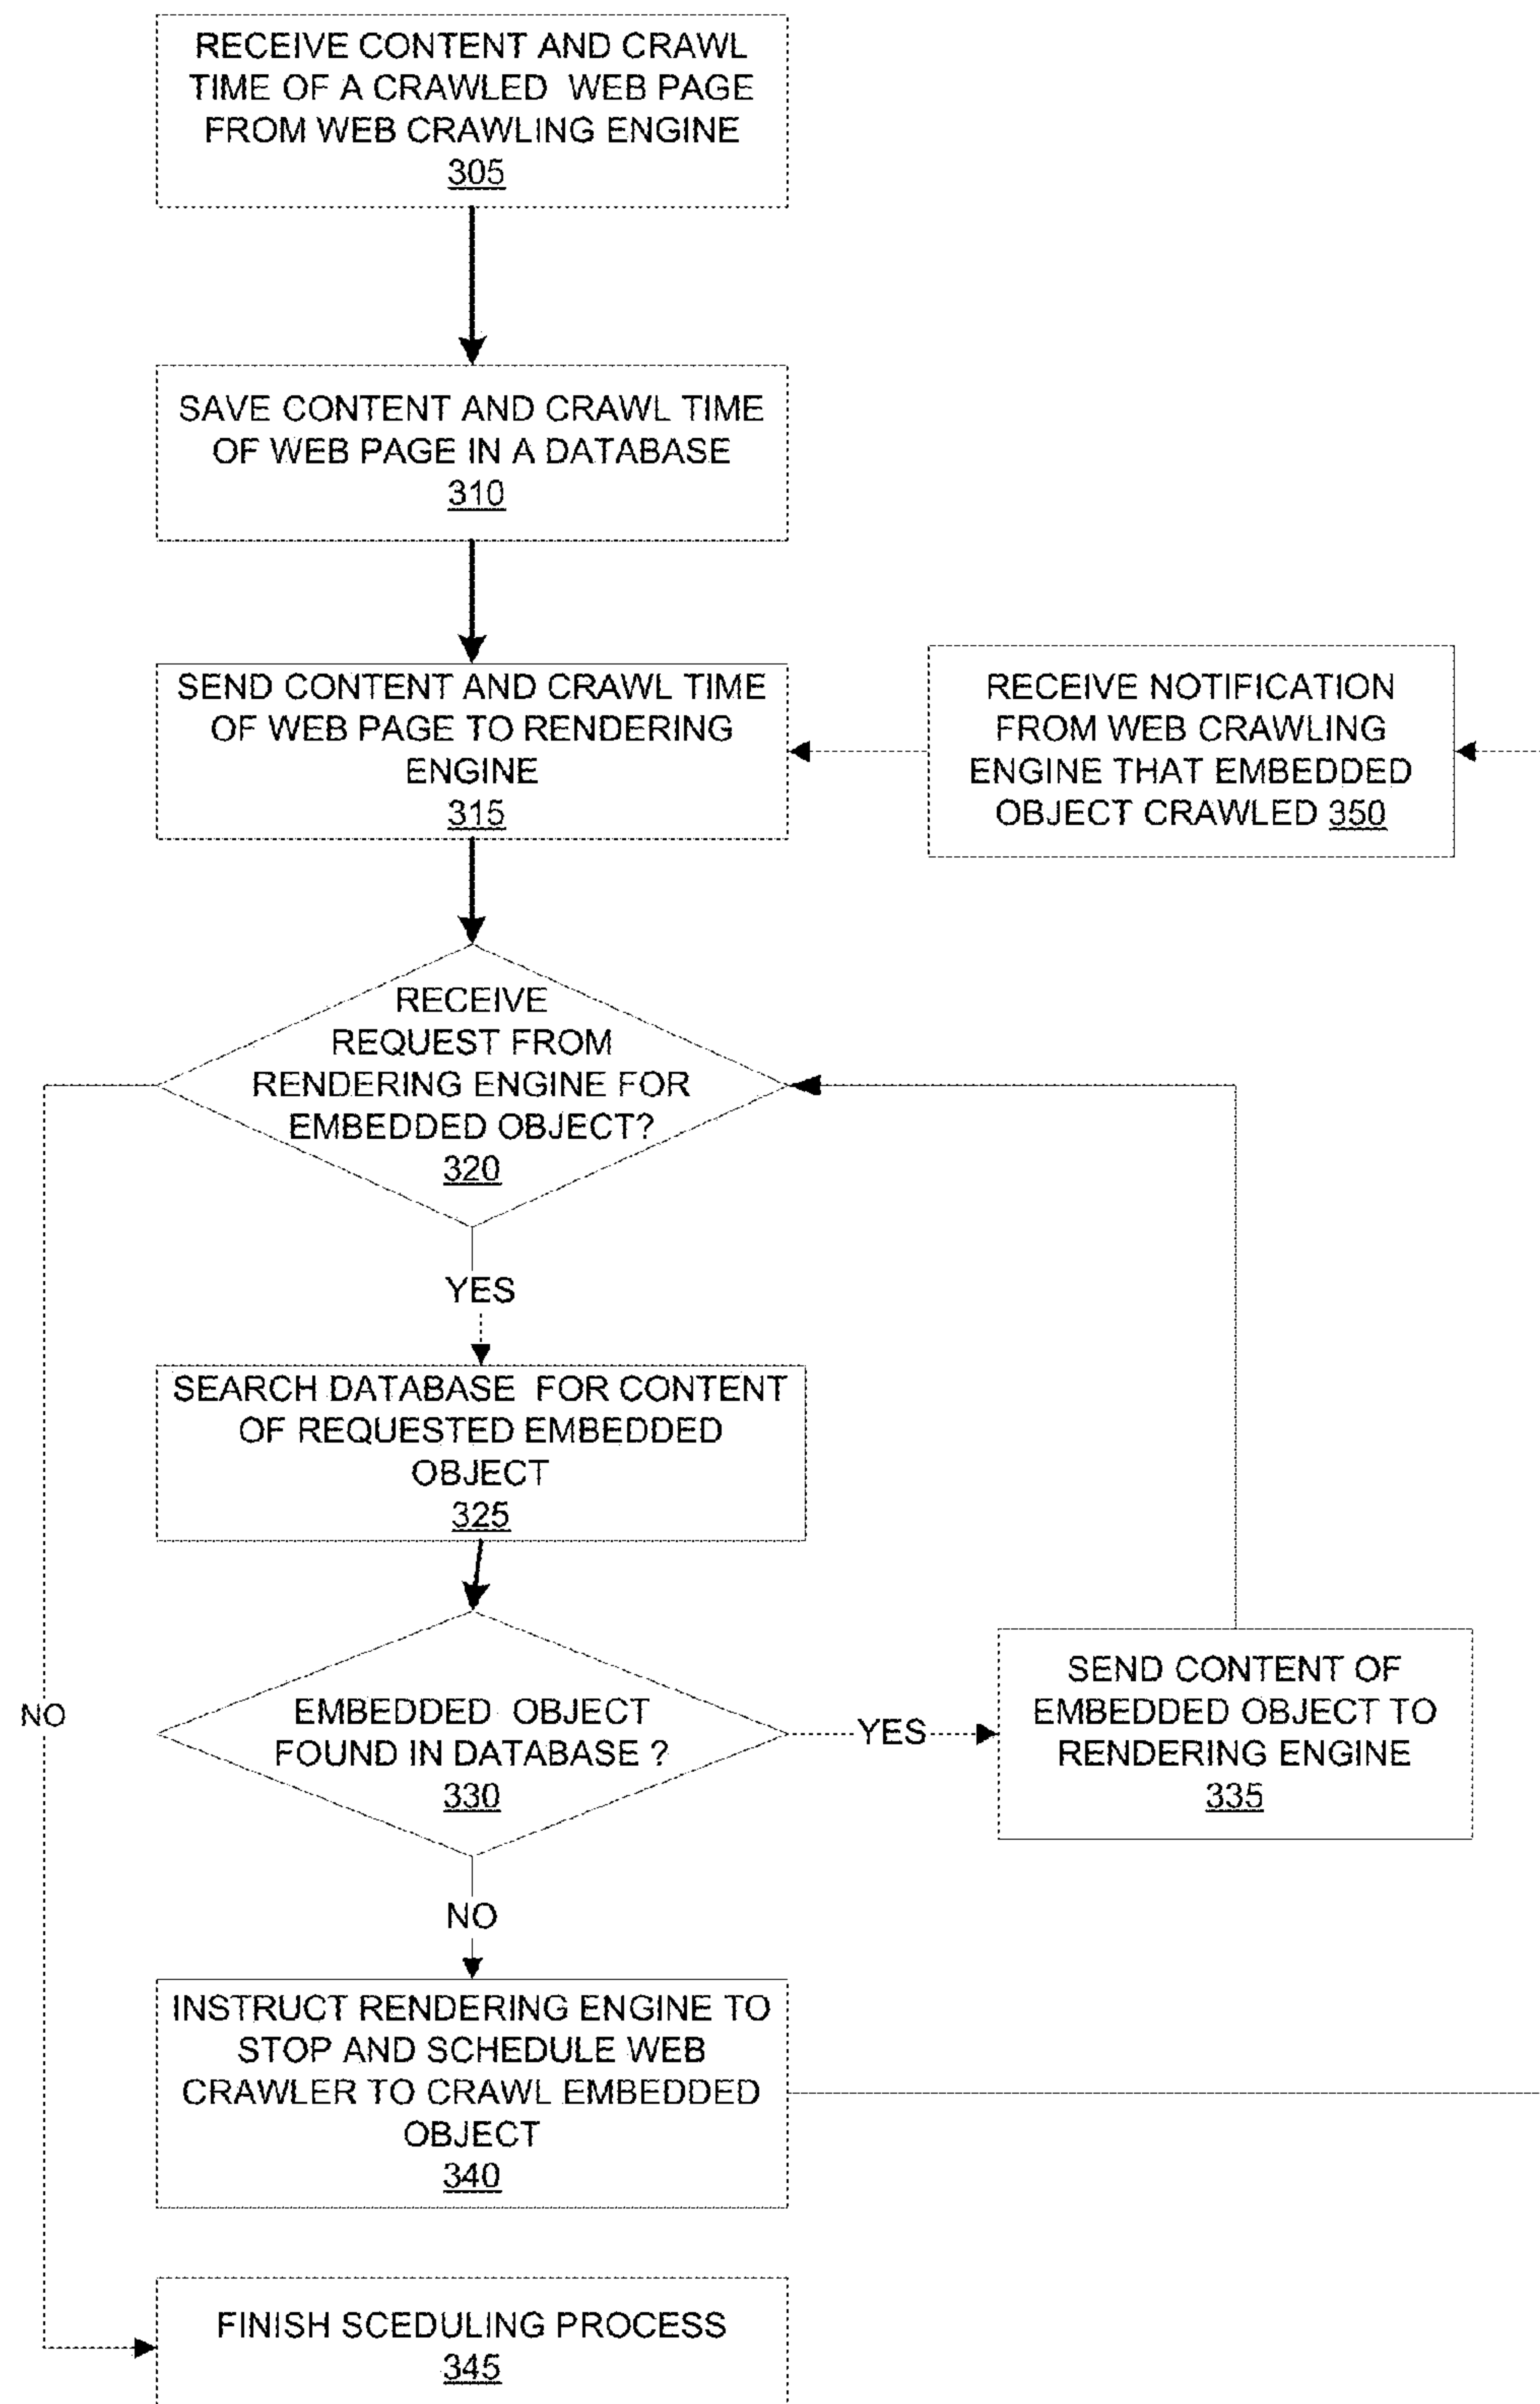 RECEIVE CONTENT AND CRAWL
TIME OF A CRAWLED WEB PAGE
FROM WEB CRAWLING ENGINE
305
SAVE CONTENT AND CRAWL TIME
OF WEB PAGE IN A DATABASE
310
SEND CONTENT AND CRAWL TIME
OF WEB PAGE TO RENDERING
ENGINE
315
RECEIVE NOTIFICATION
FROM WEB CRAWLING
ENGINE THAT EMBEDDED
OBJECT CRAWLED 350
RECEIVE
REQUEST FROM
RENDERING ENGINE FOR
EMBEDDED OBJECT?
320
YES
SEARCH DATABASE FOR CONTENT
OF REQUESTED EMBEDDED
OBJECT
325
NO
EMBEDDED OBJECT
FOUND IN DATABASE ?
330
YES
SEND CONTENT OF
EMBEDDED OBJECT TO
RENDERING ENGINE
335
NO
INSTRUCT RENDERING ENGINE TO
STOP AND SCHEDULE WEB
CRAWLER TO CRAWL EMBEDDED
OBJECT
340
FINISH SCEDULING PROCESS
345